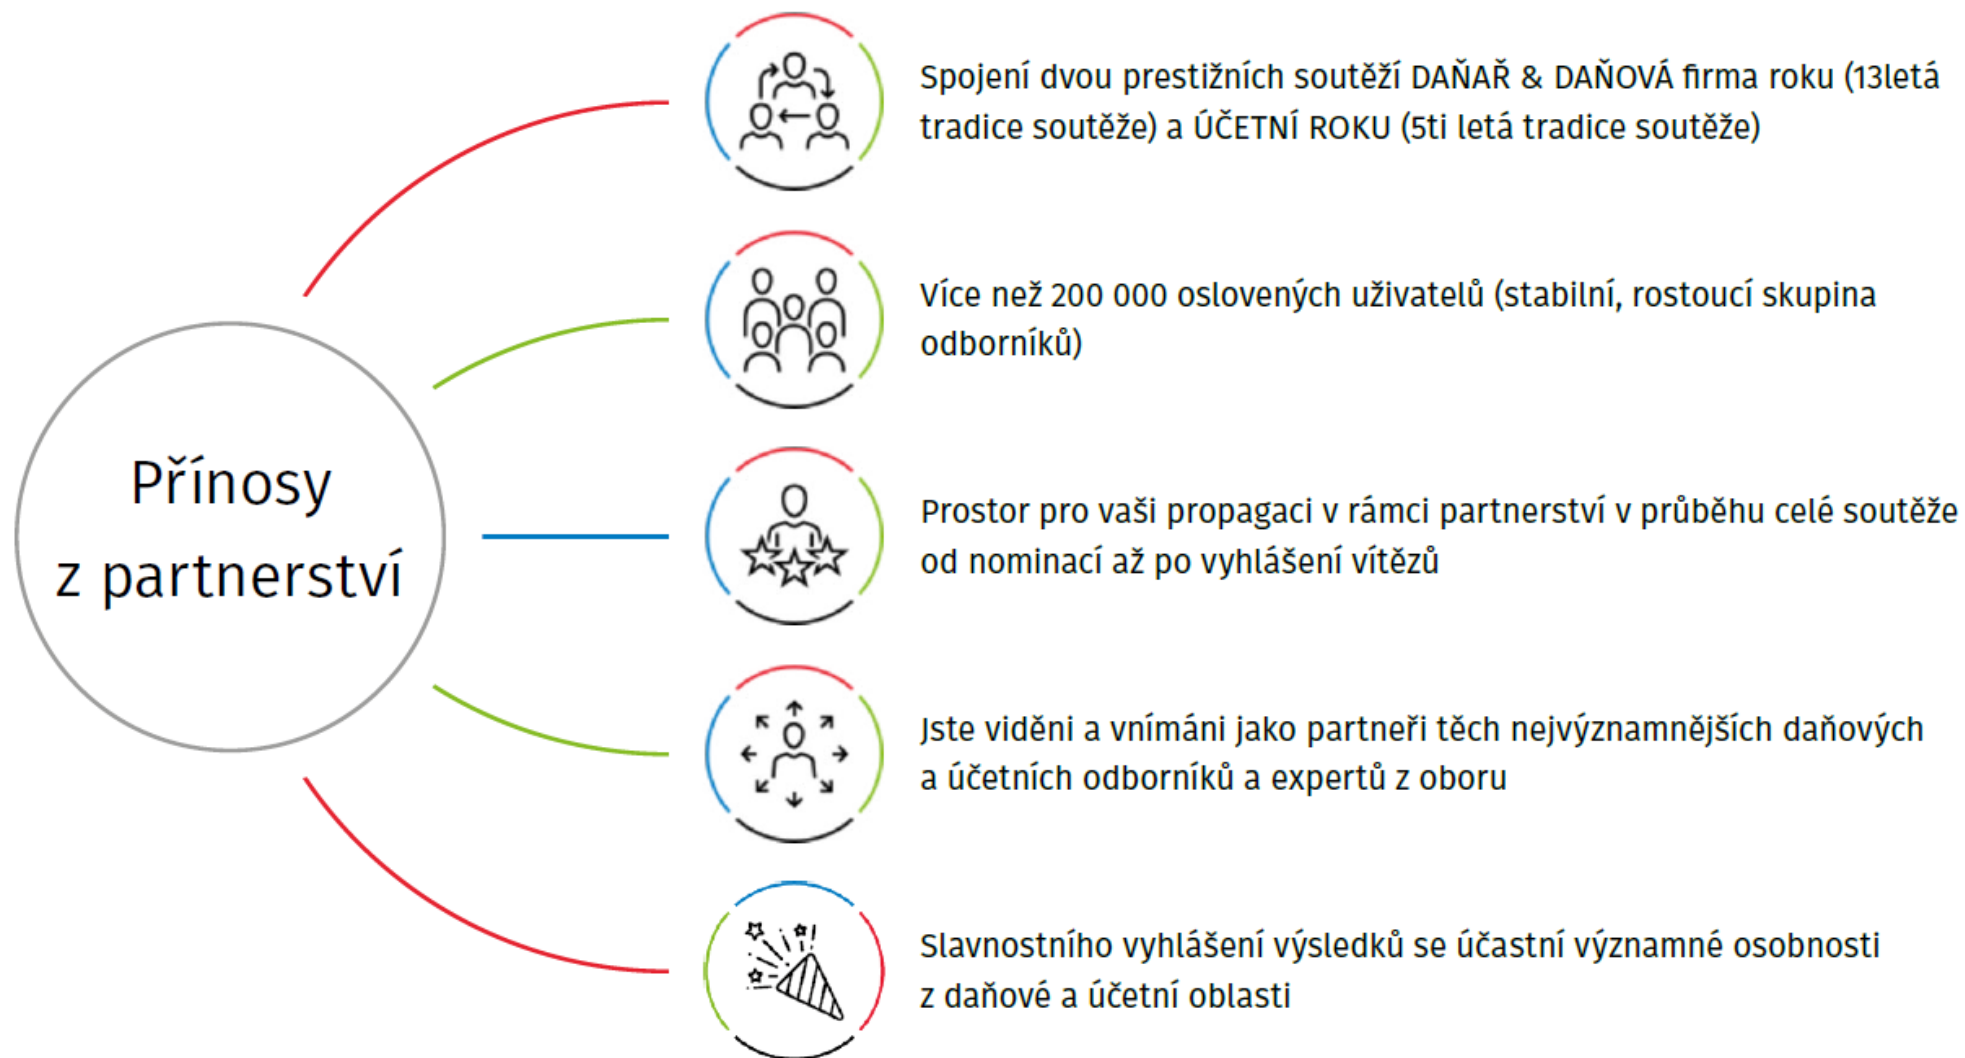 Přínosy
z partnerství
Spojení dvou prestižních soutěží DAŇAŘ & DAŇOVÁ firma roku (13letá
tradice soutěže) a ÚČETNÍ ROKU (5ti letá tradice soutěže)
Více než 200 000 oslovených uživatelů (stabilní, rostoucí skupina
odborníků)
Prostor pro vaši propagaci v rámci partnerství v průběhu celé soutěže
od nominací až po vyhlášení vítězů
Jste viděni a vnímáni jako partneři těch nejvýznamnějších daňových
a účetních odborníků a expertů z oboru
Slavnostního vyhlášení výsledků se účastní významné osobnosti
z daňové a účetní oblasti